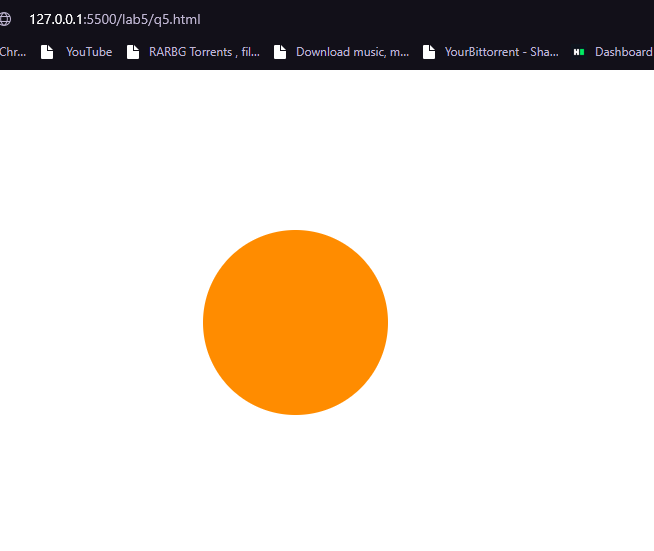 127.0.0.1:5500/lab5/q5.html
Chr... YouTube RARBG Torrents , fil... Download music, m... YourBittorrent - Sha... Dashboard